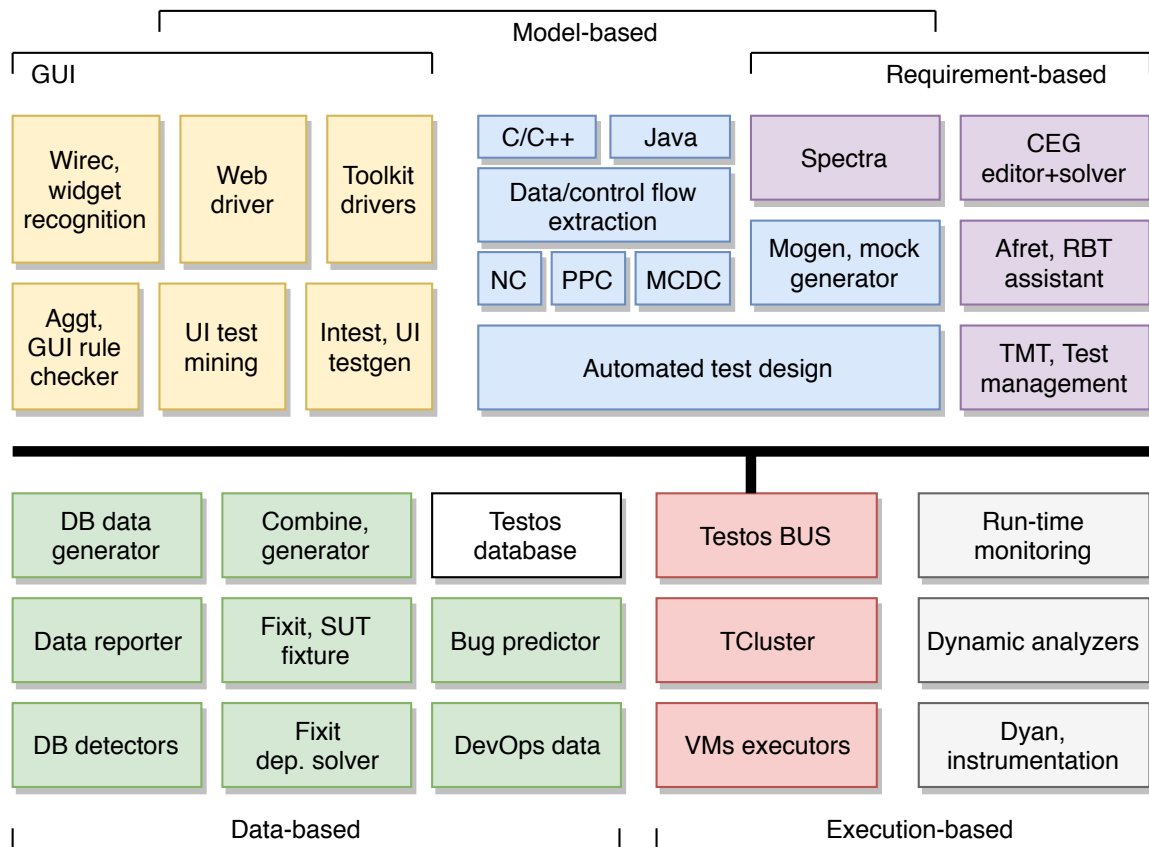 Model-based
GUI
Requirement-based
Wirec,
widget
recognition
Web
driver
Toolkit
drivers
C/C++
Java
Data/control flow
extraction
NC
PPC
MCDC
Spectra
CEG
editor+solver
Mogen, mock
generator
Afret, RBT
assistant
Aggt,
GUI rule
checker
UI test
mining
Intest, UI
testgen
Automated test design
TMT, Test
management
DB data
generator
Combine,
generator
Testos
database
Testos BUS
Run-time
monitoring
Data reporter
Fixit, SUT
fixture
Bug predictor
TCluster
Dynamic analyzers
DB detectors
Fixit
dep. solver
DevOps data
VMs executors
Dyan,
instrumentation
Data-based
Execution-based